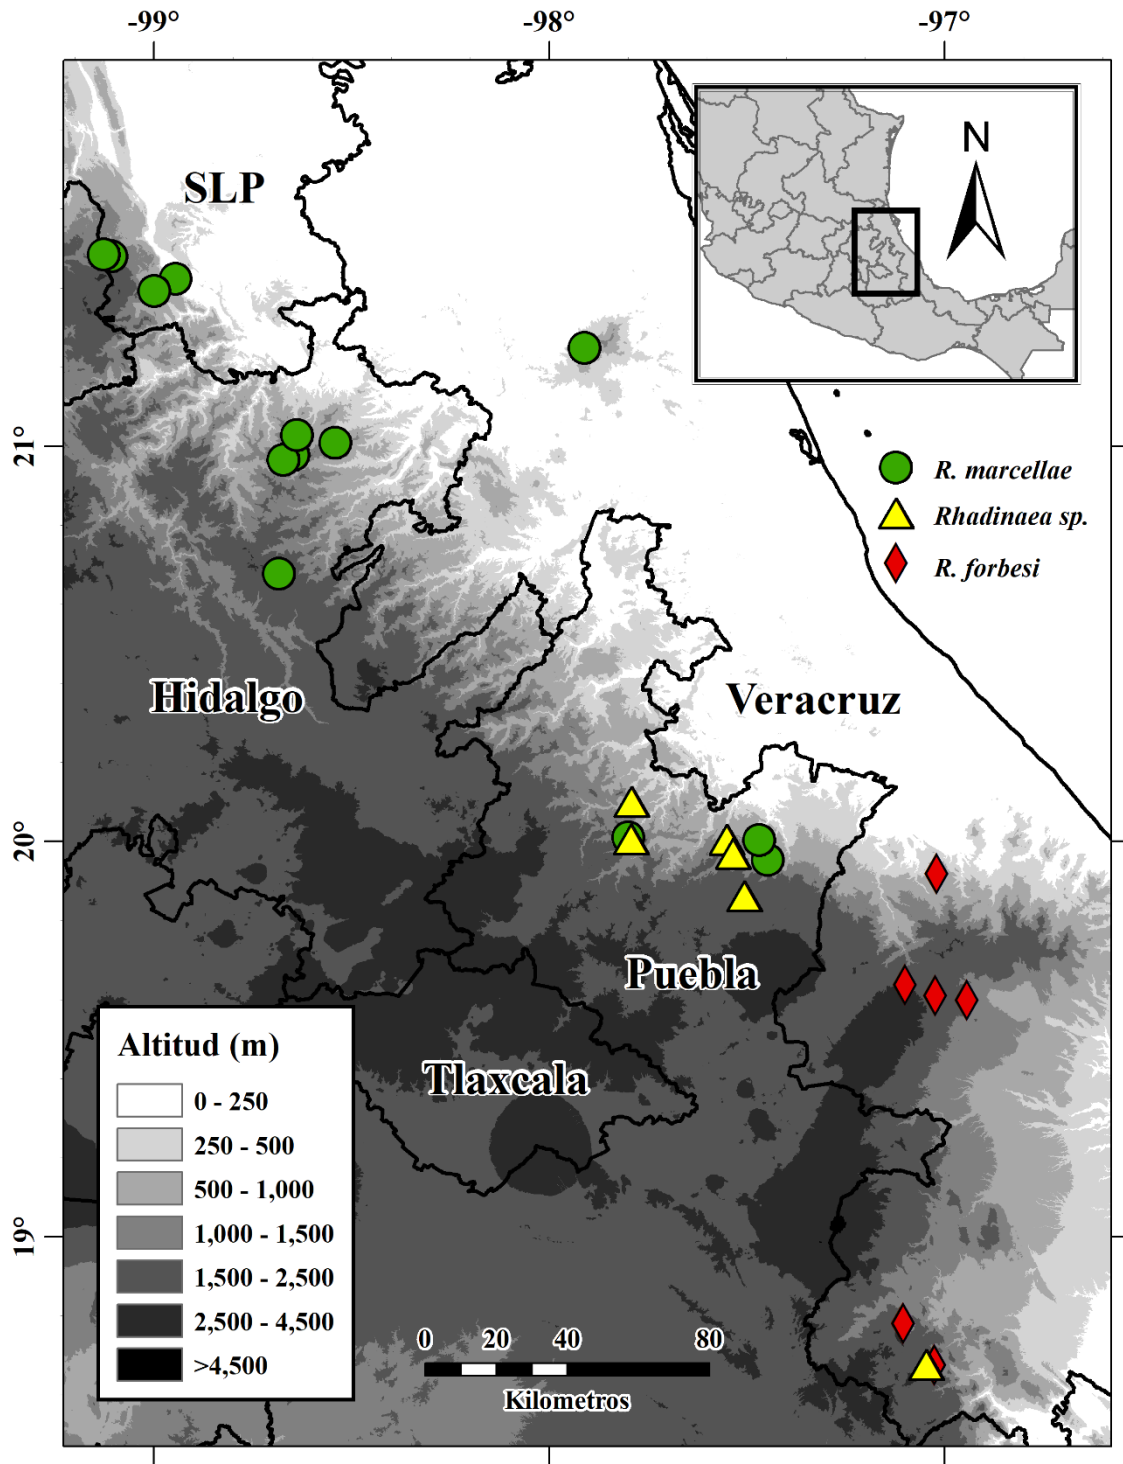 -99°
-98°
-97°
N
SLP
21°
R. marcellae
Rhadinaea sp.
R. forbesi
Hidalgo
Veracruz
20°
Puebla
Tlaxcala
Altitud (m)
0 - 250
250 - 500
500 - 1,000
1,000 - 1,500
1,500 - 2,500
2,500 - 4,500
>4,500
19°
0 20 40 80
Kilometros